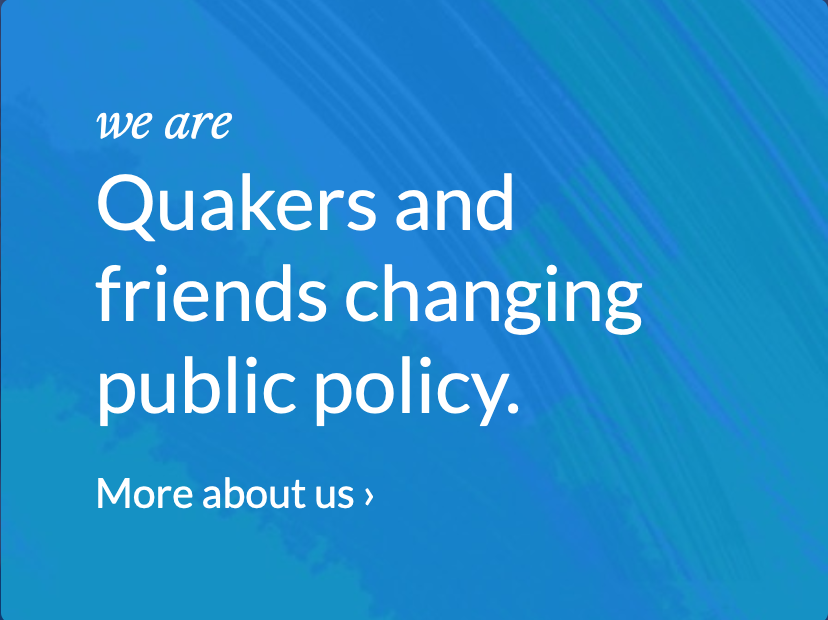 we are
Quakers and
friends changing
public policy.
More about us ›